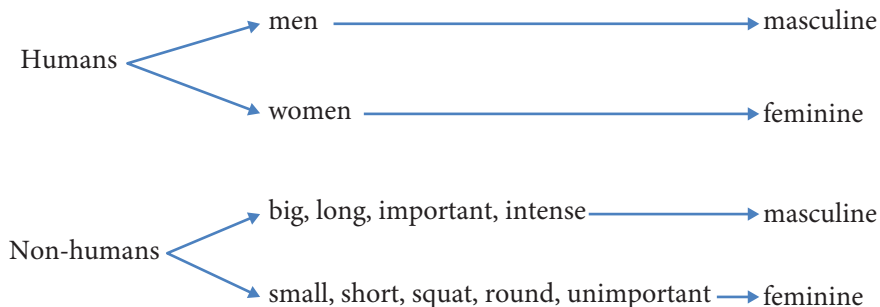 men masculine
Humans
women feminine
big, long, important, intense masculine
Non-humans
small, short, squat, round, unimportant feminine